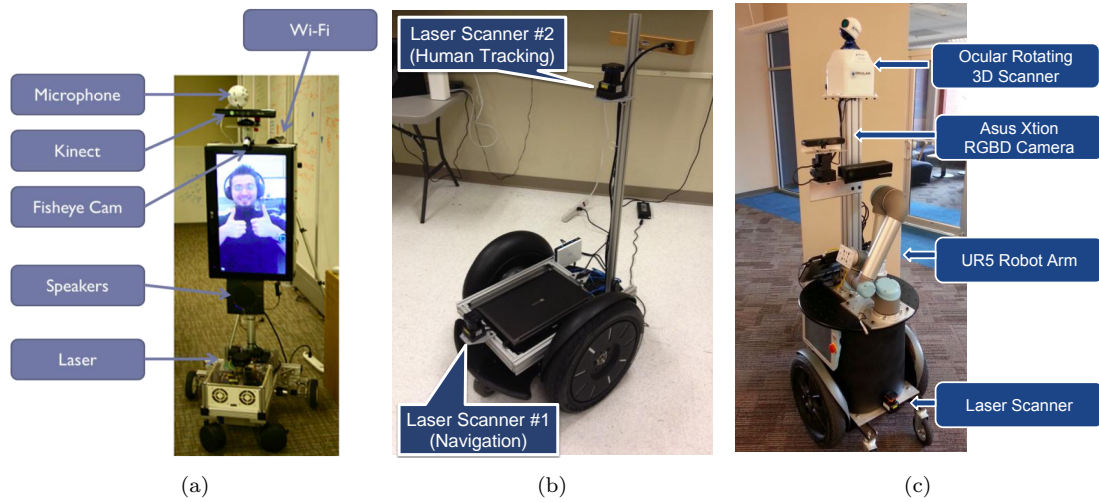 Wi-Fi
Microphone
Kinect
Fisheye Cam
Speakers
Laser
(a)
Laser Scanner #2
(Human Tracking)
Laser Scanner #1
(Navigation)
(b)
Ocular Rotating
3D Scanner
Asus Xtion
RGBD Camera
UR5 Robot Arm
Laser Scanner
(c)